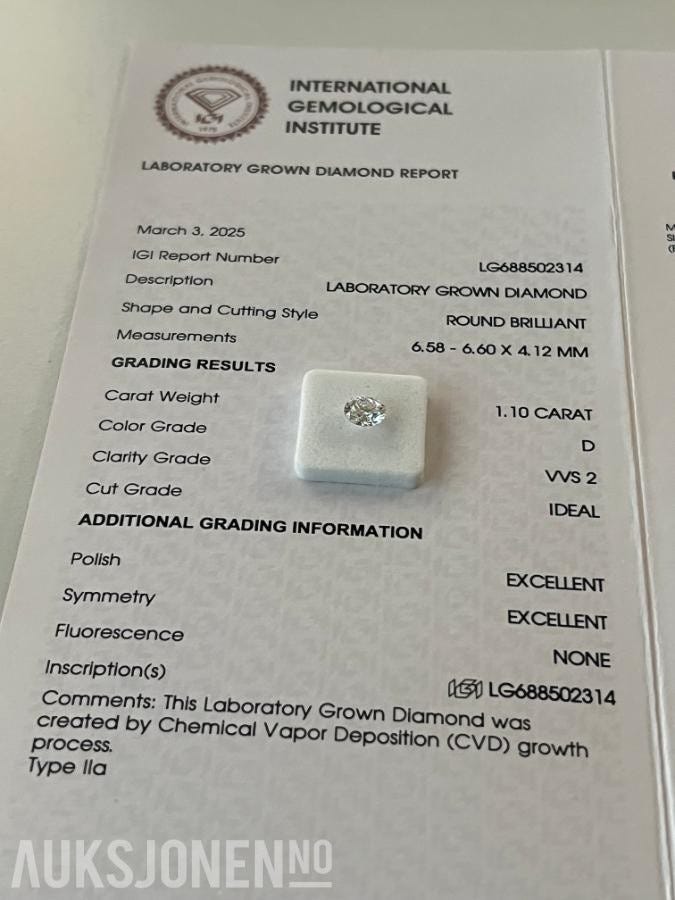 INTERNATIONAL
GEMOLOGICAL
INSTITUTE
IGI
1975
LABORATORY GROWN DIAMOND REPORT
March 3, 2025
IGI Report Number LG688502314
Description LABORATORY GROWN DIAMOND
Shape and Cutting Style ROUND BRILLIANT
Measurements 6.58 - 6.60 X 4.12 MM
GRADING RESULTS
Carat Weight 1.10 CARAT
Color Grade D
Clarity Grade VVS 2
Cut Grade IDEAL
ADDITIONAL GRADING INFORMATION
Polish EXCELLENT
Symmetry EXCELLENT
Fluorescence NONE
Inscription(s) IGI LG688502314
Comments: This Laboratory Grown Diamond was
created by Chemical Vapor Deposition (CVD) growth
process.
Type IIa
AUKSJONEN.NO